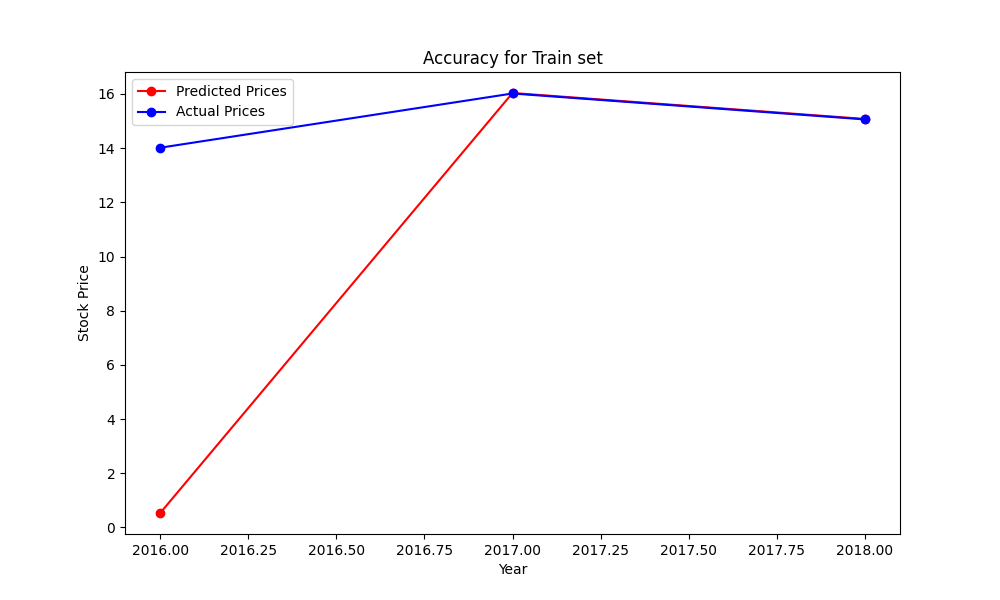 Accuracy for Train set
Predicted Prices
Actual Prices
16
14
12
10
8
6
4
2
0
Stock Price
2016.00 2016.25 2016.50 2016.75 2017.00 2017.25 2017.50 2017.75 2018.00
Year